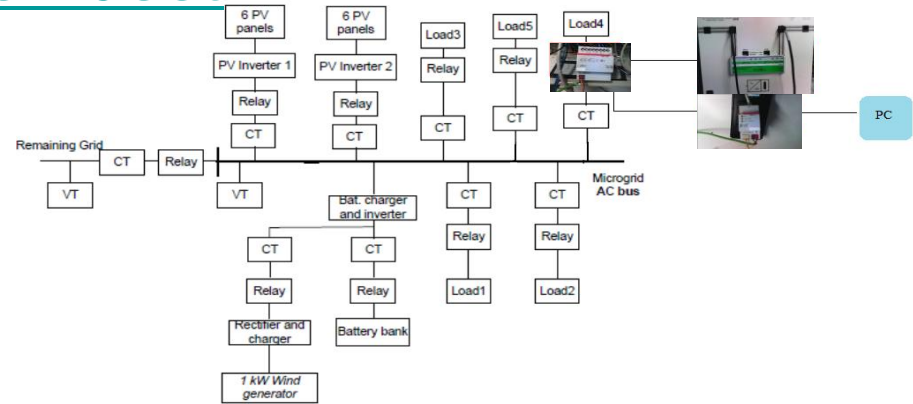 6 PV
panels
6 PV
panels
Load3
Load5
Load4
PV Inverter 1
PV Inverter 2
Relay
Relay
Relay
Relay
CT
CT
CT
CT
CT
PC
Remaining Grid
CT
Relay
Microgrid
AC bus
VT
VT
Bat. charger
and inverter
CT
CT
CT
CT
Relay
Relay
Relay
Relay
Load1
Load2
Rectifier and
charger
Battery bank
1 kW Wind
generator